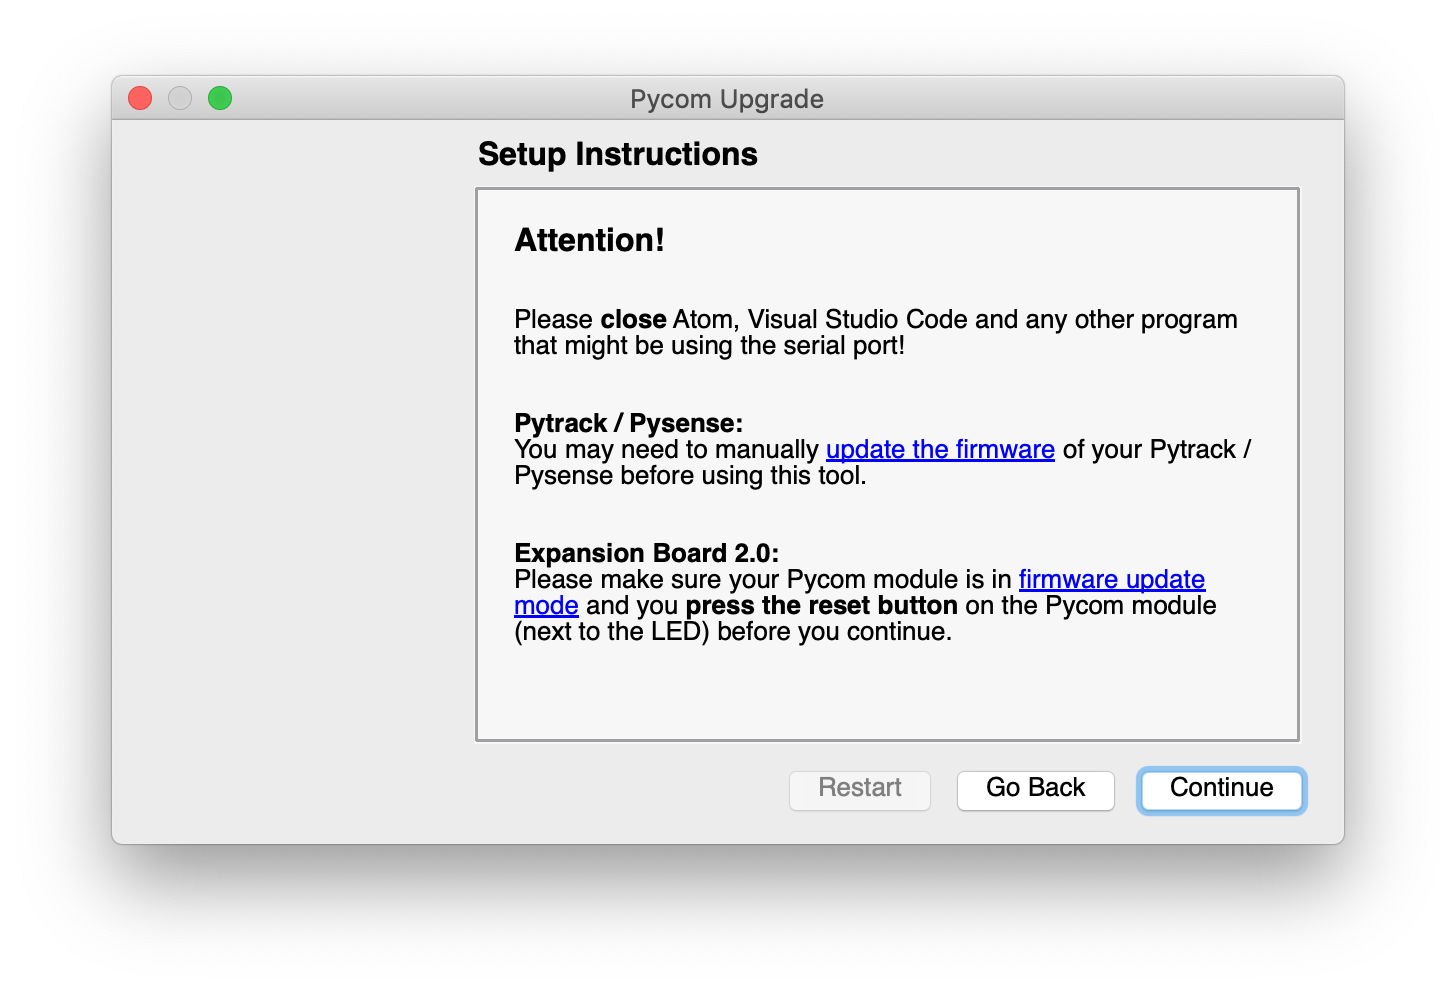 Pycom Upgrade
Setup Instructions
Attention!
Please close Atom, Visual Studio Code and any other program
that might be using the serial port!
Pytrack / Pysense:
You may need to manually update the firmware of your Pytrack /
Pysense before using this tool.
Expansion Board 2.0:
Please make sure your Pycom module is in firmware update
mode and you press the reset button on the Pycom module
(next to the LED) before you continue.
Restart
Go Back
Continue